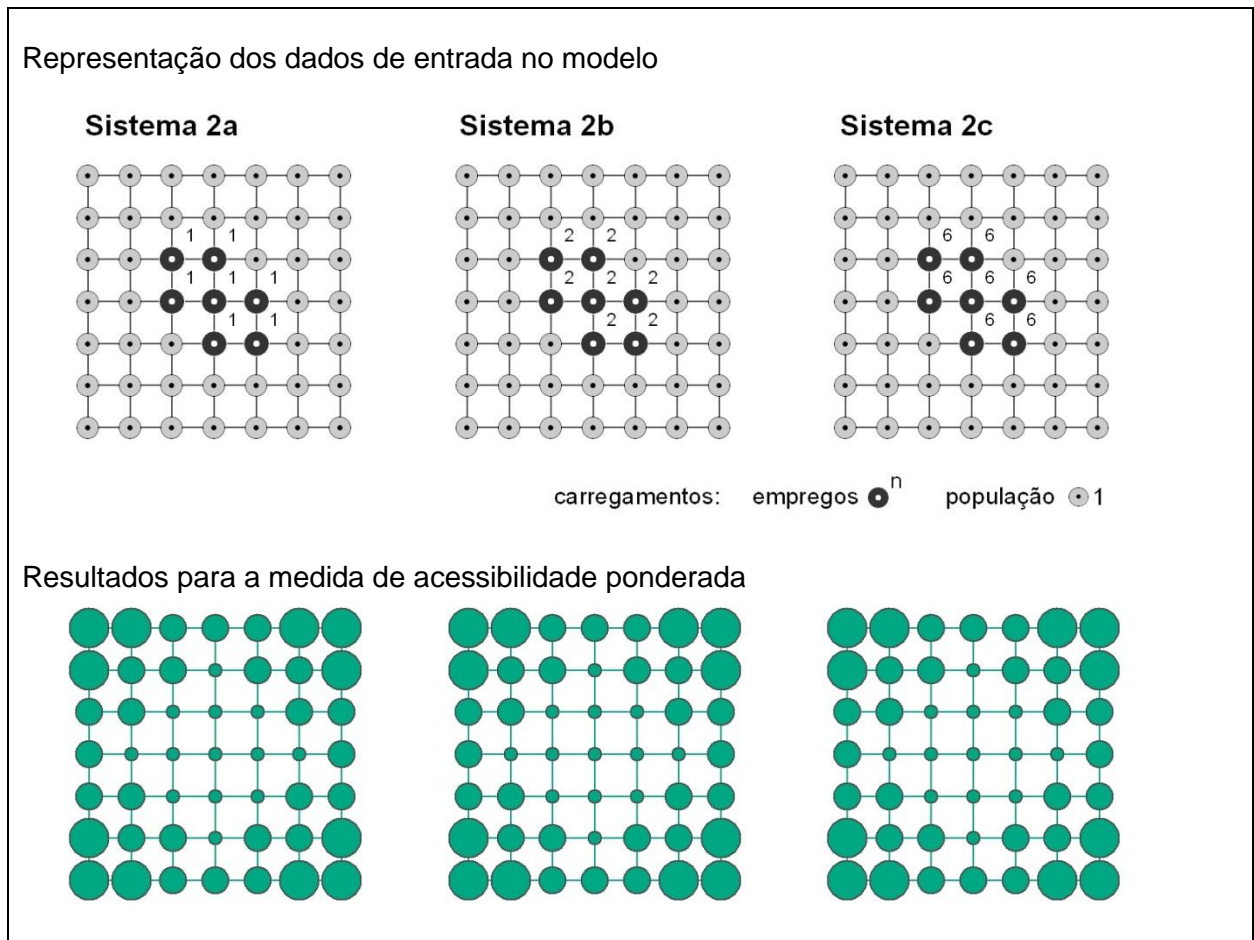 Representação dos dados de entrada no modelo
Sistema 2a Sistema 2b Sistema 2c
1 1 2 2 6 6
1 1 1 2 2 2 6 6 6
1 1 2 2 6 6
carregamentos: empregos n população 1
Resultados para a medida de acessibilidade ponderada